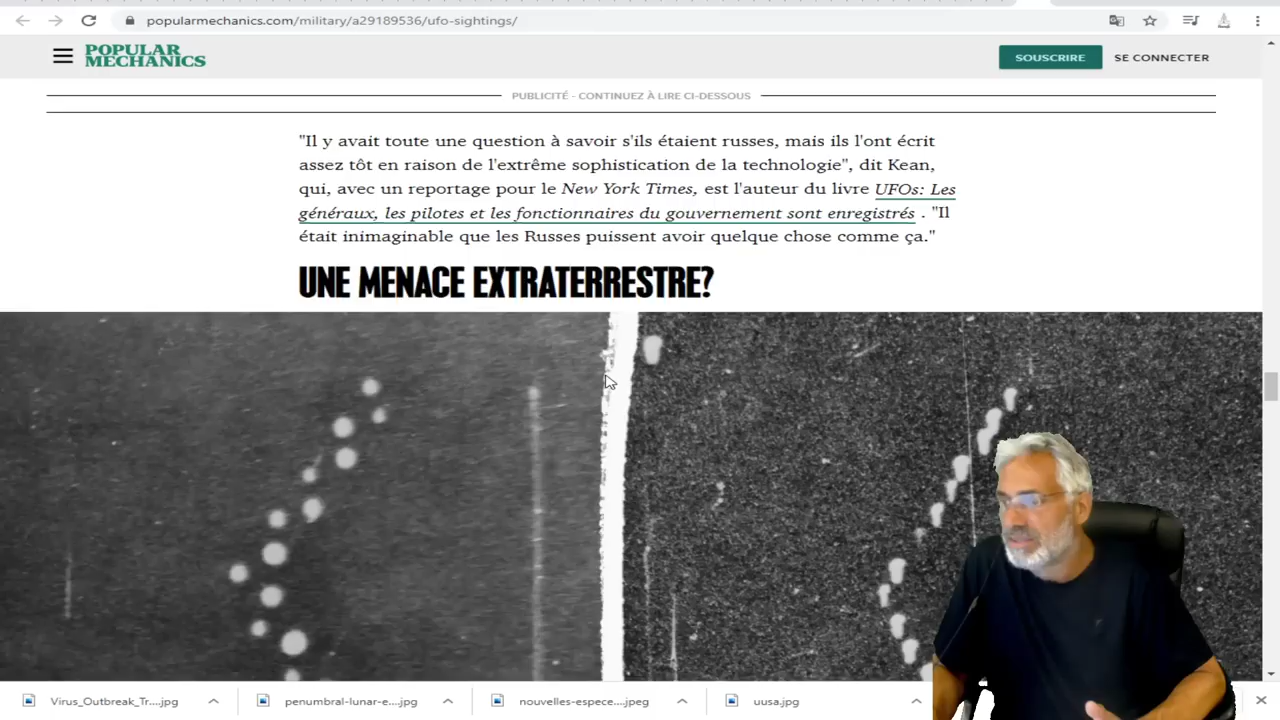 popularmechanics.com/military/a29189536/ufo-sightings/
POPULAR
MECHANICS
SOUSCRIRE
SE CONNECTER
PUBLICITÉ - CONTINUEZ À LIRE CI-DESSOUS
"Il y avait toute une question à savoir s'ils étaient russes, mais ils l'ont écrit
assez tôt en raison de l'extrême sophistication de la technologie", dit Kean,
qui, avec un reportage pour le New York Times, est l'auteur du livre UFOs: Les
généraux, les pilotes et les fonctionnaires du gouvernement sont enregistrés . "Il
était inimaginable que les Russes puissent avoir quelque chose comme ça."
UNE MENACE EXTRATERRESTRE?
Virus_Outbreak_Tr....jpg
penumbral-lunar-e....jpg
nouvelles-espece....jpeg
uusa.jpg